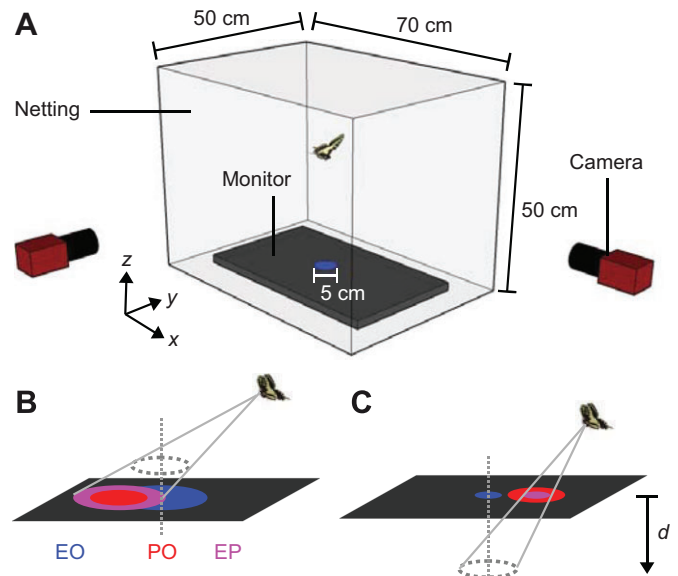 A
50 cm
70 cm
Netting
Monitor
Camera
50 cm
5 cm
z
y
x
B
C
EO PO EP
d